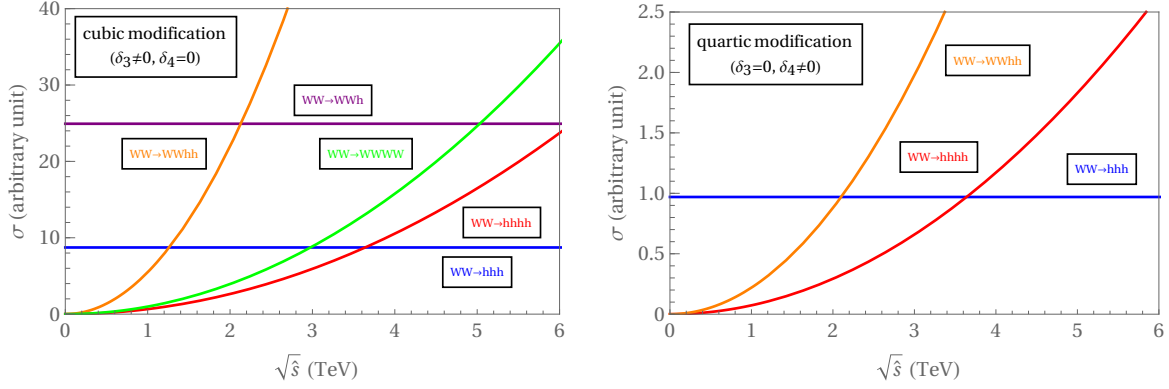 cubic modification
(δ₃≠0, δ₄=0)
WW→WWh
WW→WWhh
WW→WWWW
WW→hhhh
WW→hhh
σ (arbitrary unit)
0
10
20
30
40
0
1
2
3
4
5
6
√ŝ (TeV)
quartic modification
(δ₃=0, δ₄≠0)
WW→WWhh
WW→hhhh
WW→hhh
σ (arbitrary unit)
0.0
0.5
1.0
1.5
2.0
2.5
0
1
2
3
4
5
6
√ŝ (TeV)